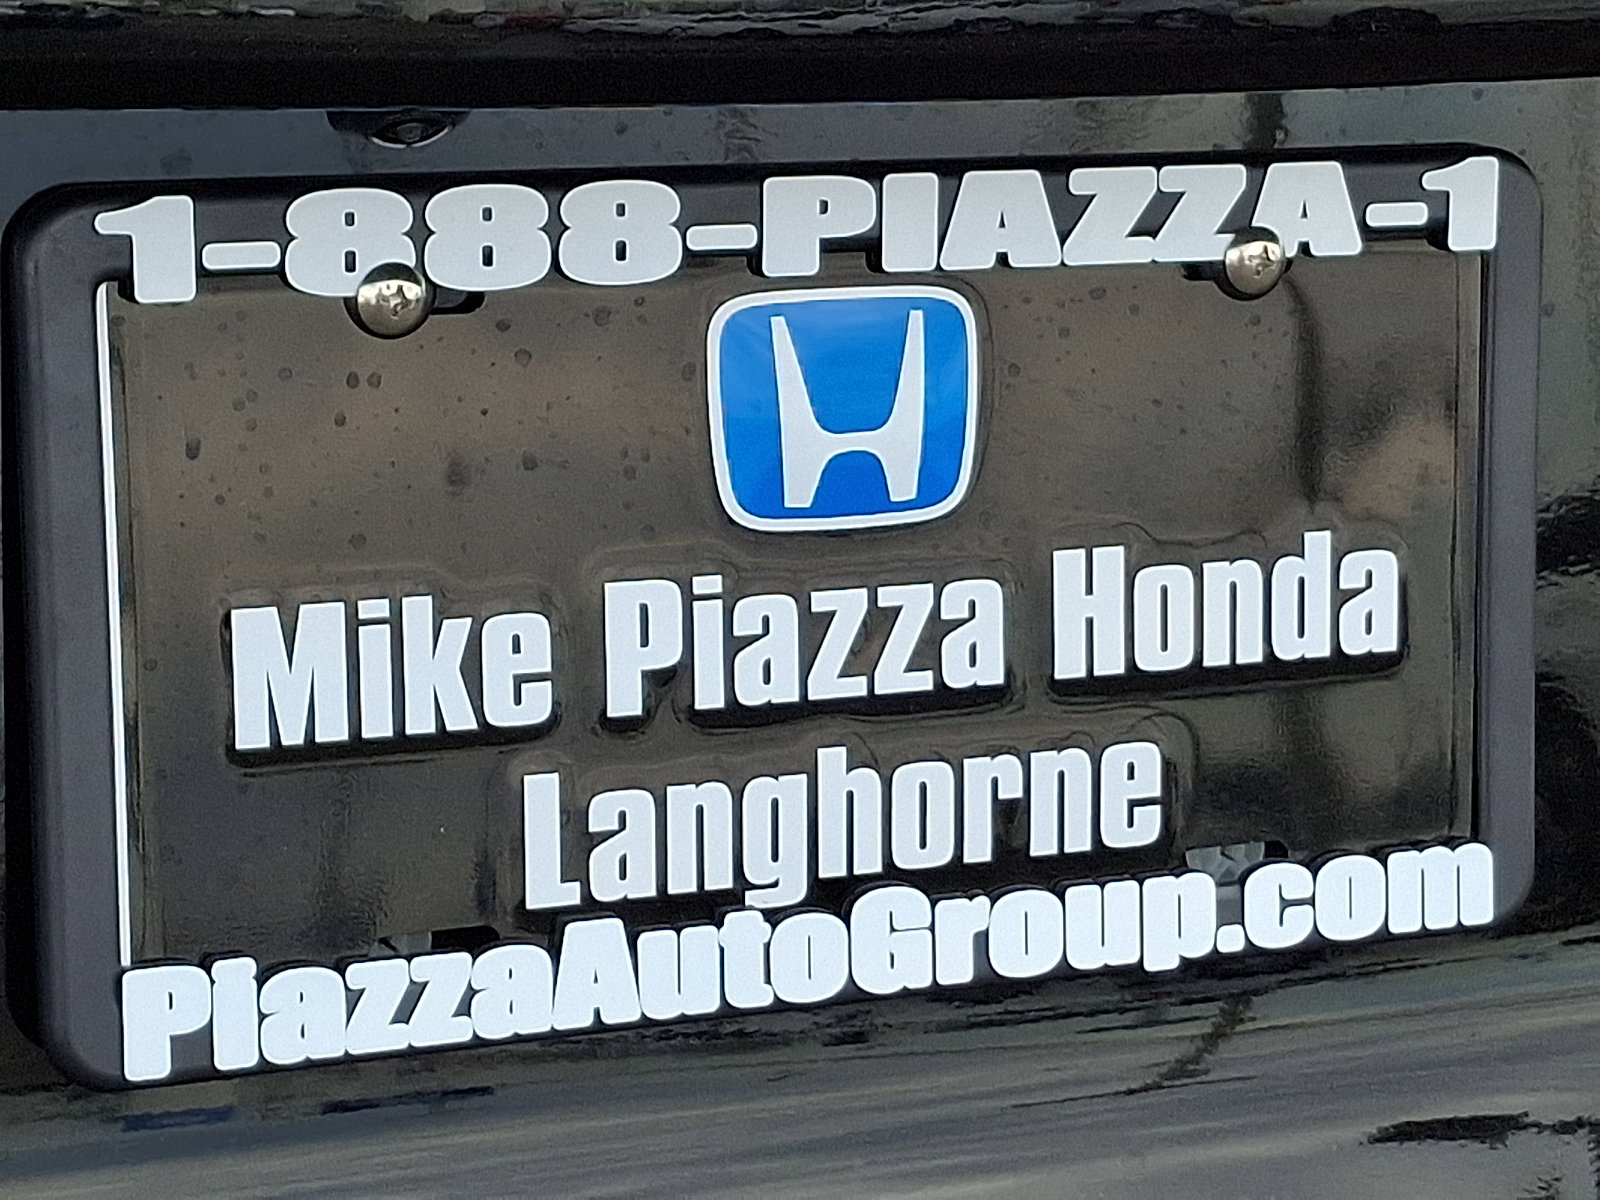 1-888-PIAZZA-1
Mike Piazza Honda
Langhorne
PiazzaAutoGroup.com